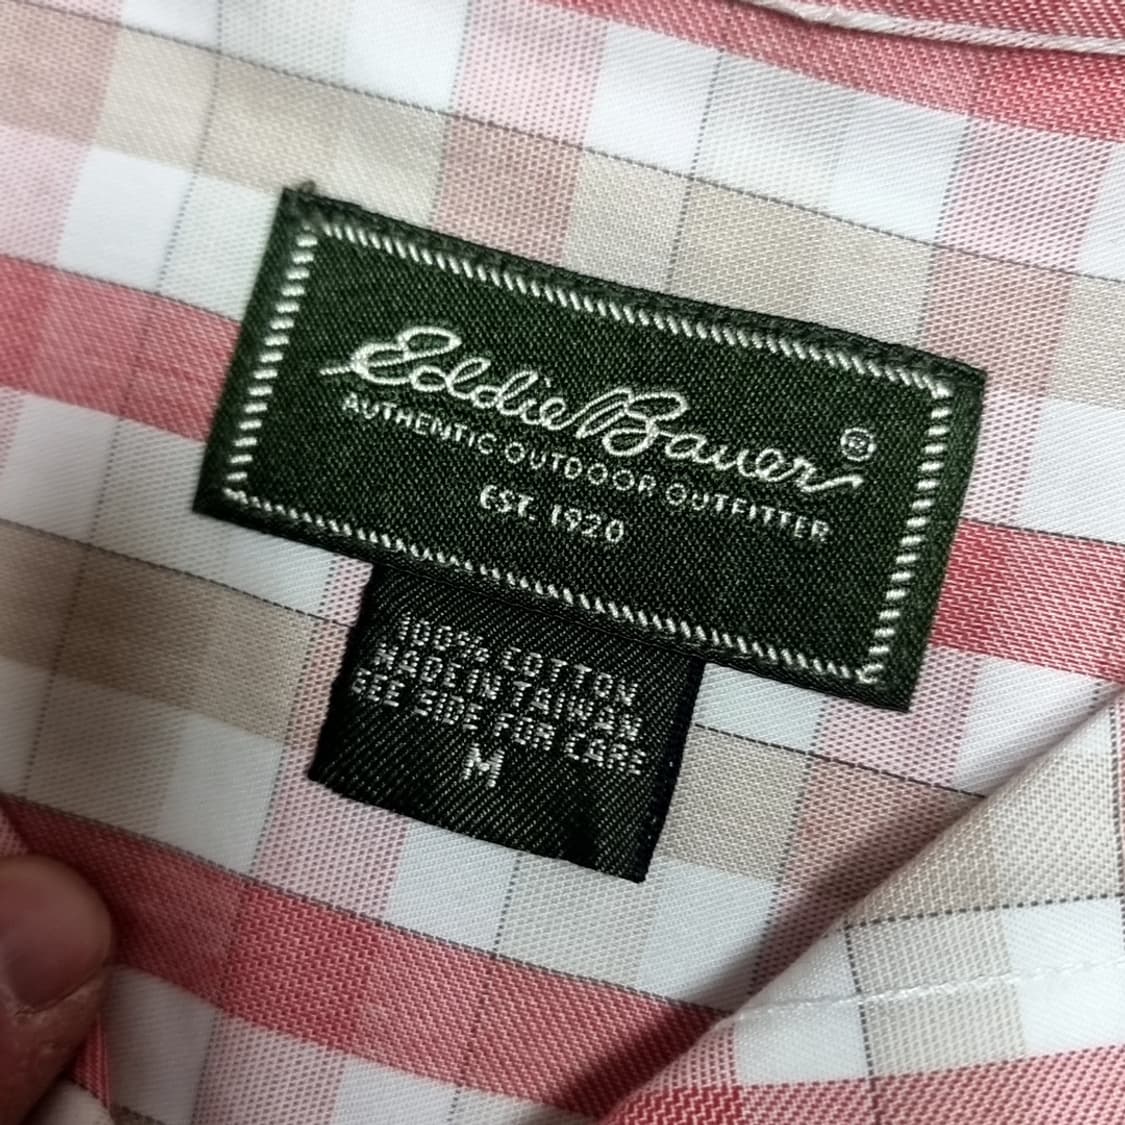 Eddie Bauer®
AUTHENTIC OUTDOOR OUTFITTER
EST. 1920
100% COTTON
MADE IN TAIWAN
SEE SIDE FOR CARE
M